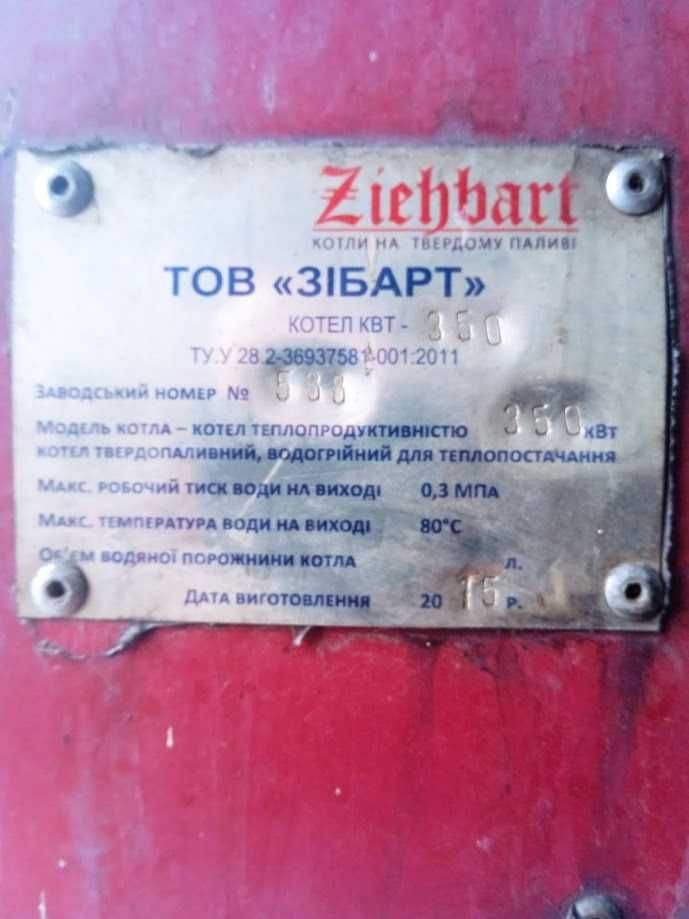 Ziehbart
КОТЛИ НА ТВЕРДОМУ ПАЛИВІ
ТОВ «ЗІБАРТ»
КОТЕЛ КВТ - 350
ТУ.У 28.2-36937581-001:2011
ЗАВОДСЬКИЙ НОМЕР № 538
МОДЕЛЬ КОТЛА – КОТЕЛ ТЕПЛОПРОДУКТИВНІСТЮ 350 кВт
КОТЕЛ ТВЕРДОПАЛИВНИЙ, ВОДОГРІЙНИЙ ДЛЯ ТЕПЛОПОСТАЧАННЯ
МАКС. РОБОЧИЙ ТИСК ВОДИ НА ВИХОДІ 0,3 МПА
МАКС. ТЕМПЕРАТУРА ВОДИ НА ВИХОДІ 80°С
ОБ'ЄМ ВОДЯНОЇ ПОРОЖНИНИ КОТЛА Л.
ДАТА ВИГОТОВЛЕННЯ 20 15 Р.